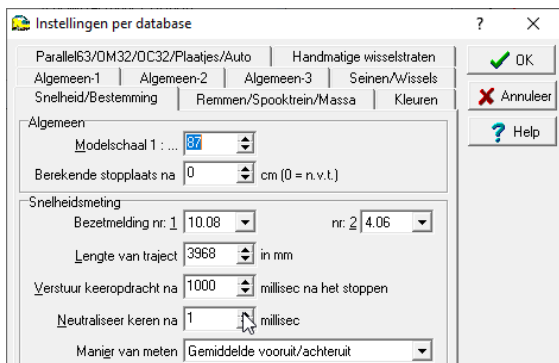 Instellingen per database ? ×
Parallel63/OM32/OC32/Plaatjes/Auto Handmatige wisselstraten
Algemeen-1 Algemeen-2 Algemeen-3 Seinen/Wissels
Snelheid/Bestemming Remmen/Spooktrein/Massa Kleuren
OK
Annuleer
? Help
Algemeen
Modelschaal 1 : ... 87
Berekende stopplaats na 0 cm (0 = n.v.t.)
Snelheidsmeting
Bezetmelding nr: 1 10.08 nr: 2 4.06
Lengte van traject 3968 in mm
Verstuur keeropdracht na 1000 millisec na het stoppen
Neutraliseer keren na 1 millisec
Manier van meten Gemiddelde vooruit/achteruit